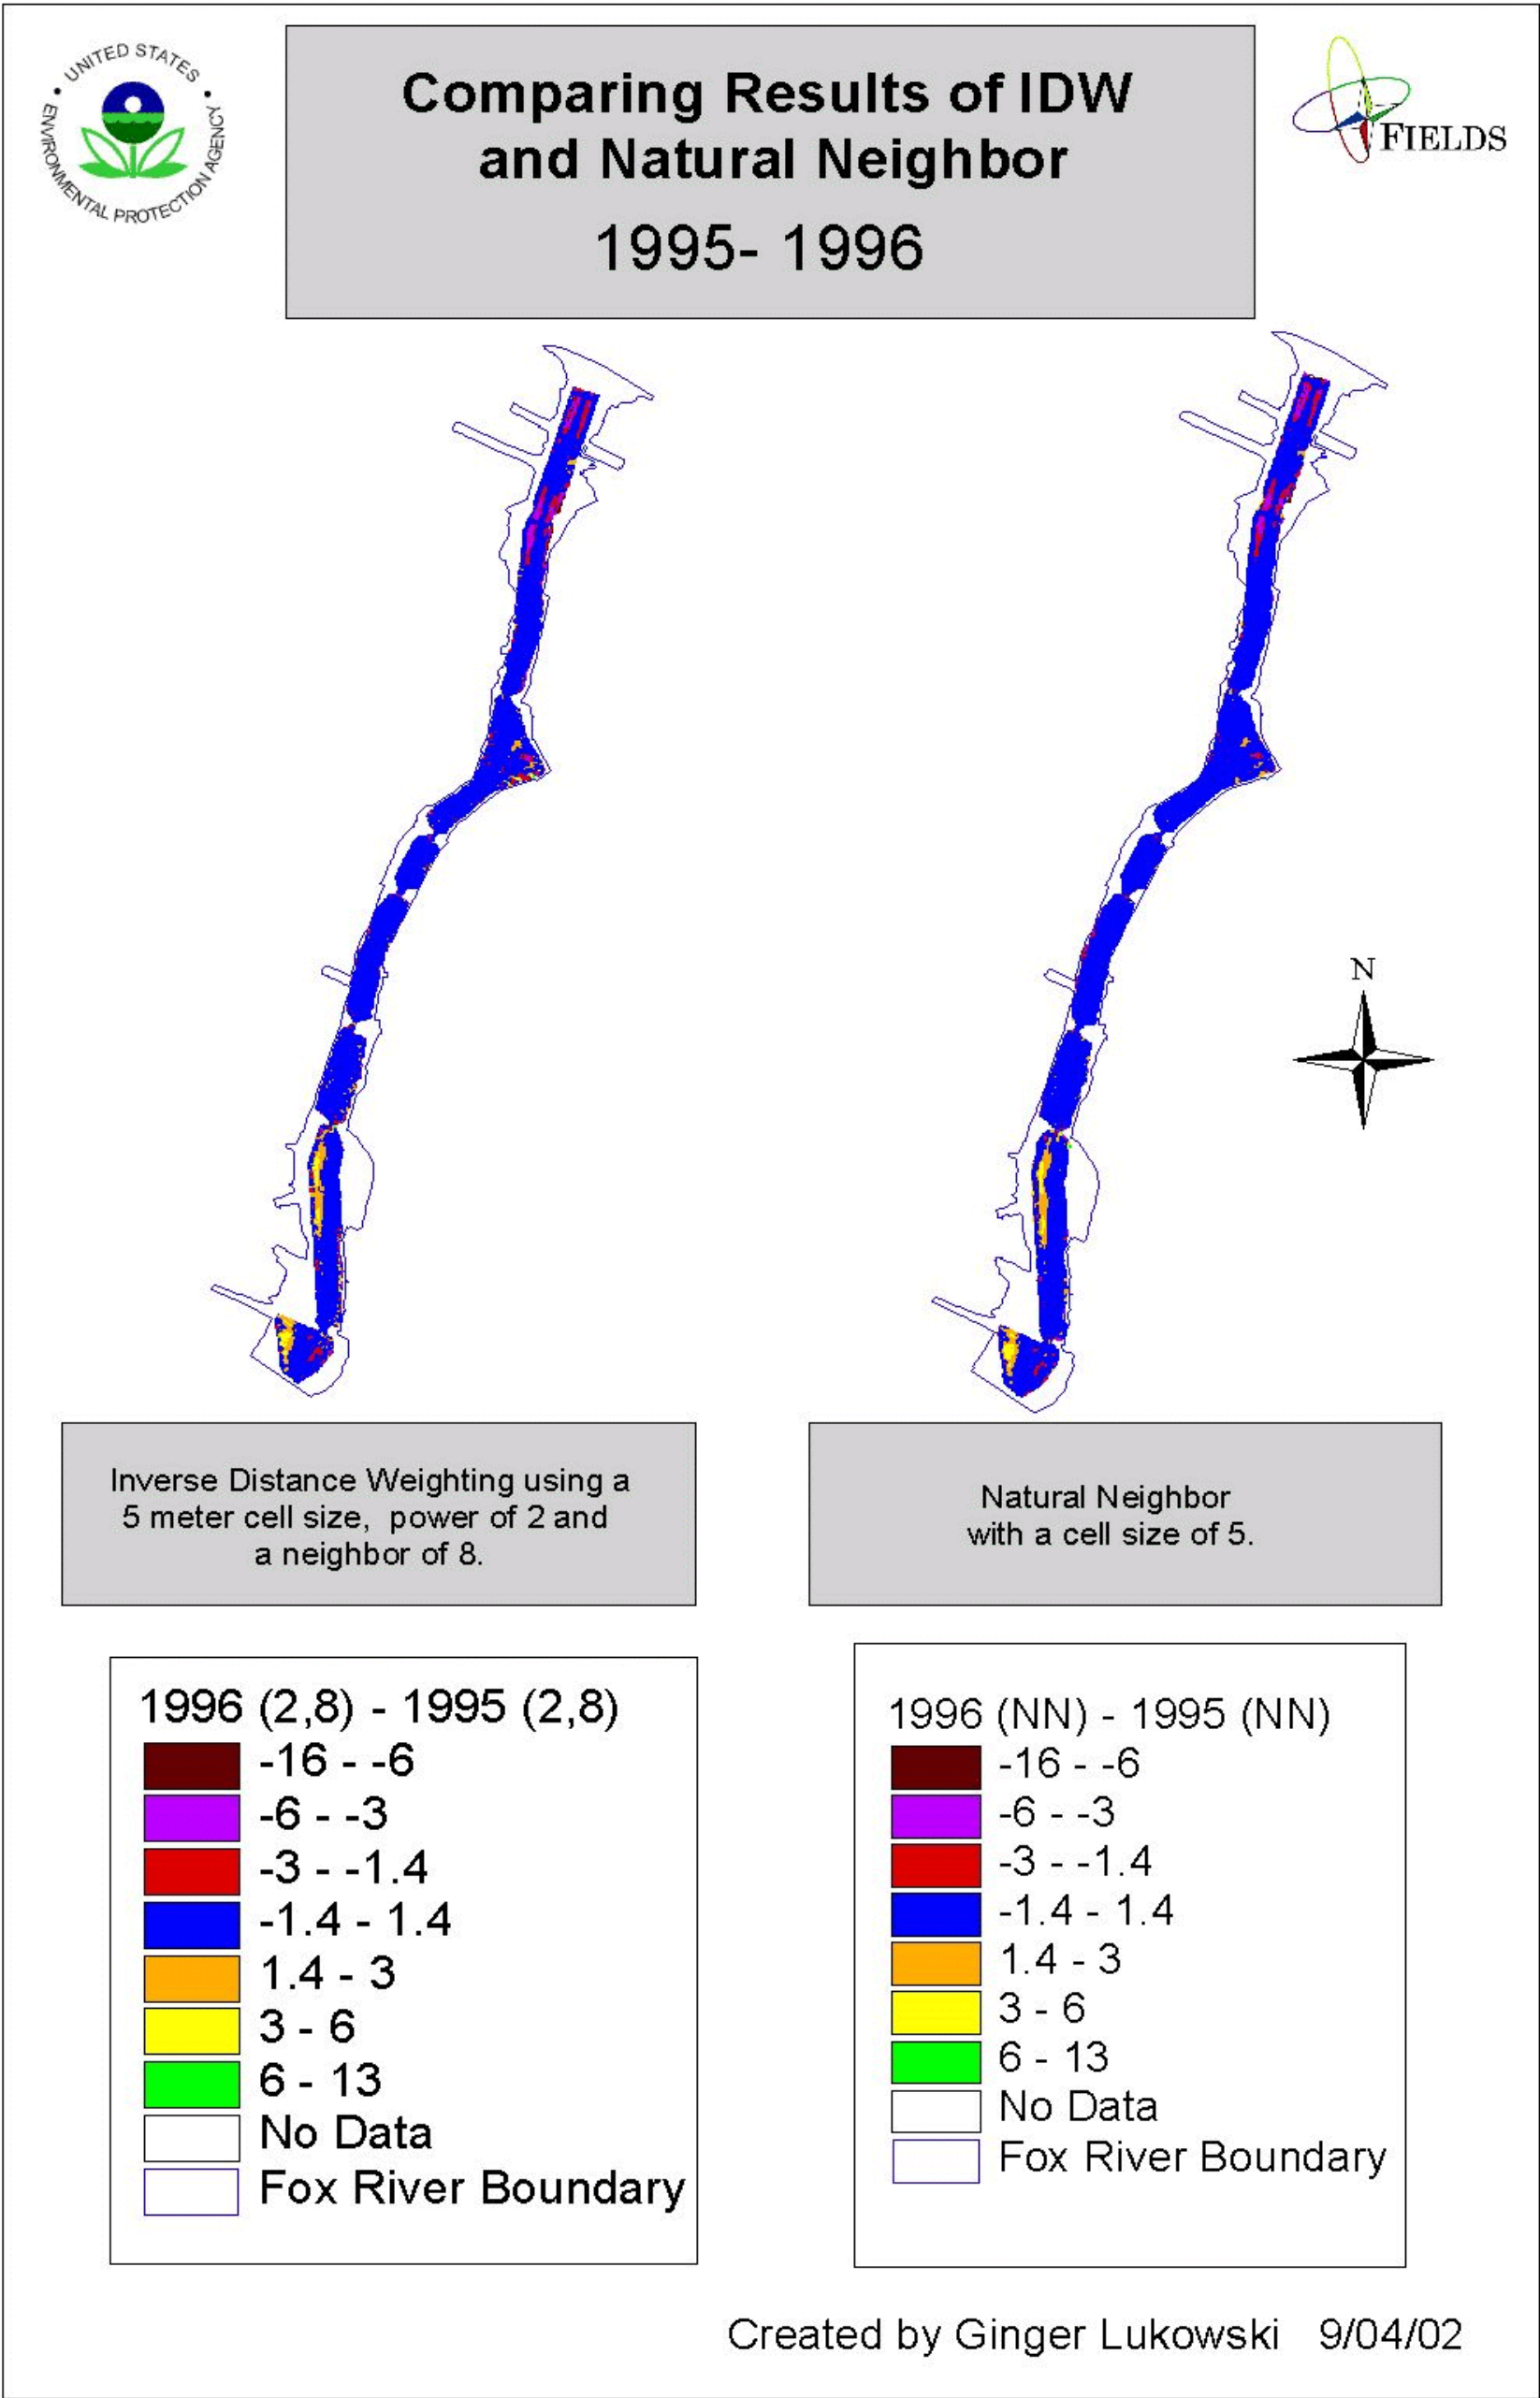 UNITED STATES
ENVIRONMENTAL PROTECTION AGENCY
Comparing Results of IDW
and Natural Neighbor
1995- 1996
FIELDS
N
Inverse Distance Weighting using a
5 meter cell size, power of 2 and
a neighbor of 8.
Natural Neighbor
with a cell size of 5.
1996 (2,8) - 1995 (2,8)
-16 - -6
-6 - -3
-3 - -1.4
-1.4 - 1.4
1.4 - 3
3 - 6
6 - 13
No Data
Fox River Boundary
1996 (NN) - 1995 (NN)
-16 - -6
-6 - -3
-3 - -1.4
-1.4 - 1.4
1.4 - 3
3 - 6
6 - 13
No Data
Fox River Boundary
Created by Ginger Lukowski 9/04/02